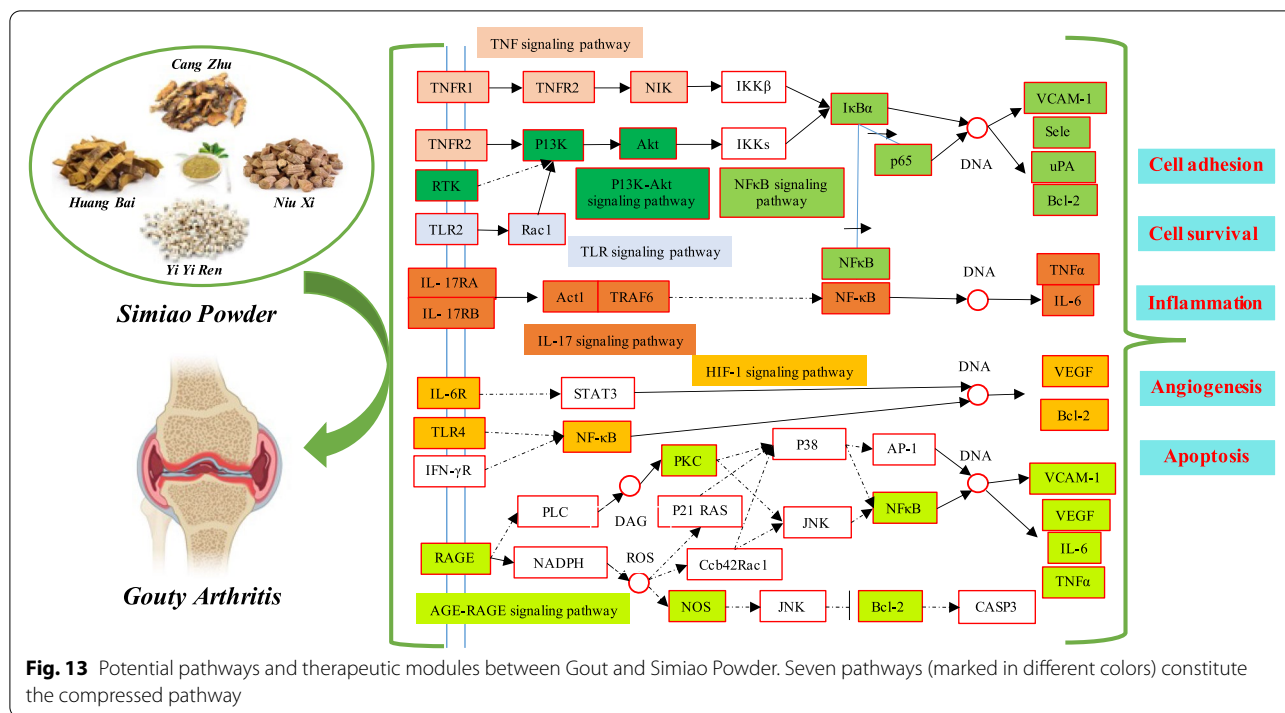 Cang Zhu
Huang Bai
Niu Xi
Yi Yi Ren
Simiao Powder
Gouty Arthritis
TNF signaling pathway
TNFR1
TNFR2
NIK
IKKβ
IκBα
VCAM-1
Sele
uPA
Bcl-2
TNFR2
P13K
Akt
IKKs
p65
DNA
RTK
P13K-Akt
signaling pathway
NFκB signaling
pathway
TLR2
Rac1
TLR signaling pathway
NFκB
IL- 17RA
IL- 17RB
Act1
TRAF6
NF-κB
DNA
TNFα
IL-6
IL-17 signaling pathway
HIF-1 signaling pathway
IL-6R
STAT3
DNA
VEGF
Bcl-2
TLR4
NF-κB
IFN-γR
PKC
P38
AP-1
DNA
VCAM-1
PLC
DAG
P21 RAS
JNK
NFκB
VEGF
IL-6
TNFα
RAGE
NADPH
ROS
Ccb42Rac1
AGE-RAGE signaling pathway
NOS
JNK
Bcl-2
CASP3
Cell adhesion
Cell survival
Inflammation
Angiogenesis
Apoptosis
Fig. 13 Potential pathways and therapeutic modules between Gout and Simiao Powder. Seven pathways (marked in different colors) constitute
the compressed pathway